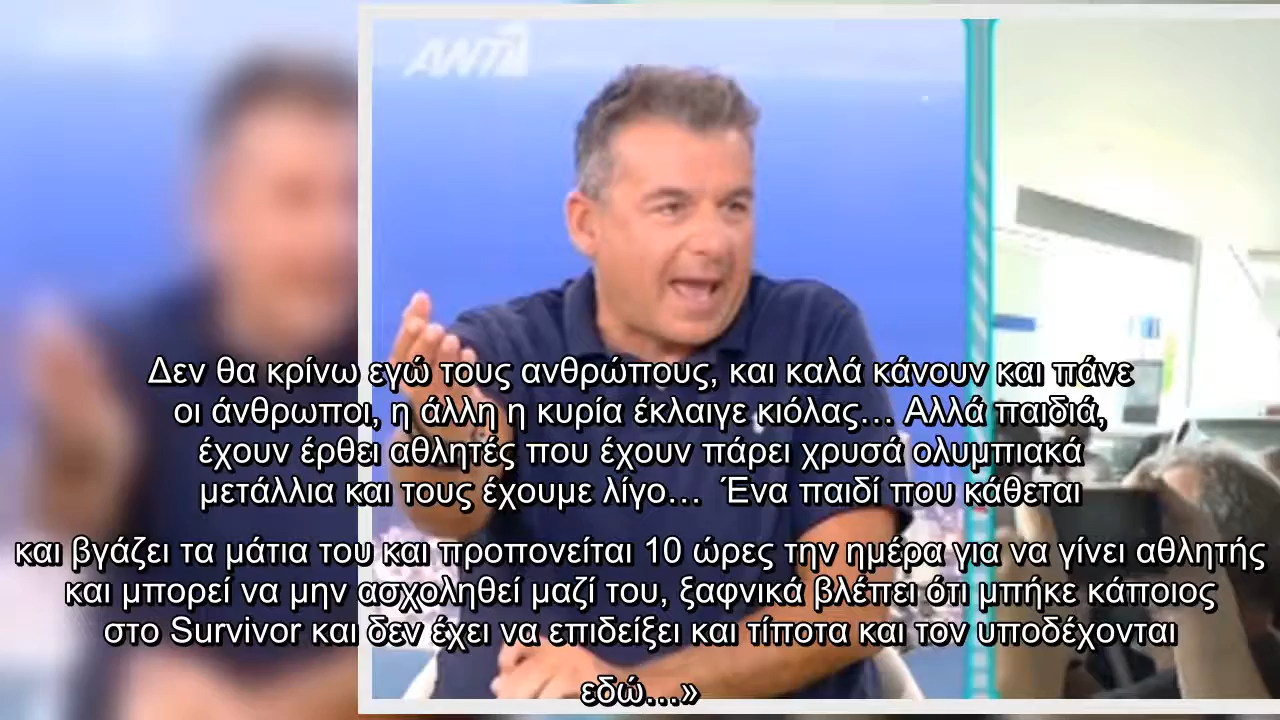 ΑΝΤ1
Δεν θα κρίνω εγώ τους ανθρώπους, και καλά κάνουν και πάνε
οι άνθρωποι, η άλλη η κυρία έκλαιγε κιόλας… Αλλά παιδιά,
έχουν έρθει αθλητές που έχουν πάρει χρυσά ολυμπιακά
μετάλλια και τους έχουμε λίγο… Ένα παιδί που κάθεται
και βγάζει τα μάτια του και προπονείται 10 ώρες την ημέρα για να γίνει αθλητής
και μπορεί να μην ασχοληθεί μαζί του, ξαφνικά βλέπει ότι μπήκε κάποιος
στο Survivor και δεν έχει να επιδείξει και τίποτα και τον υποδέχονται
εδώ…»